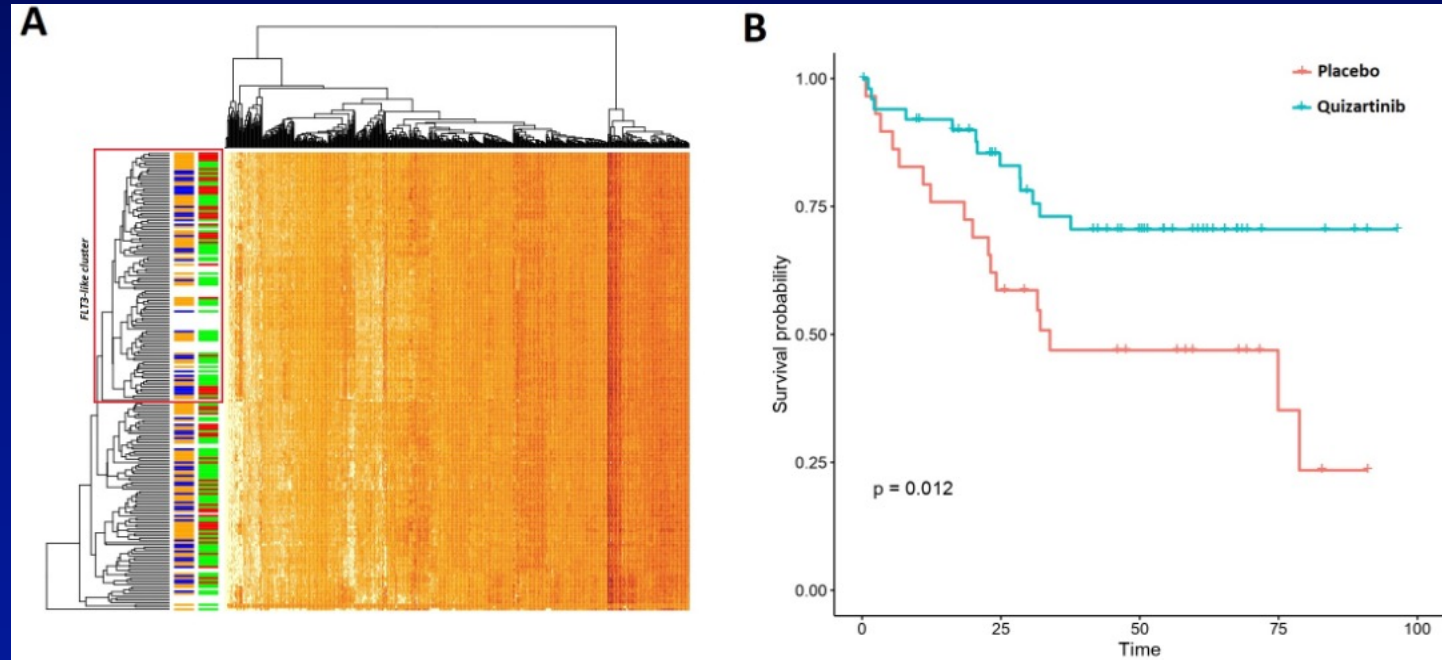 A
FLT3-like cluster
B
Placebo
Quizartinib
1.00
0.75
0.50
0.25
0.00
Survival probability
p = 0.012
0 25 50 75 100
Time